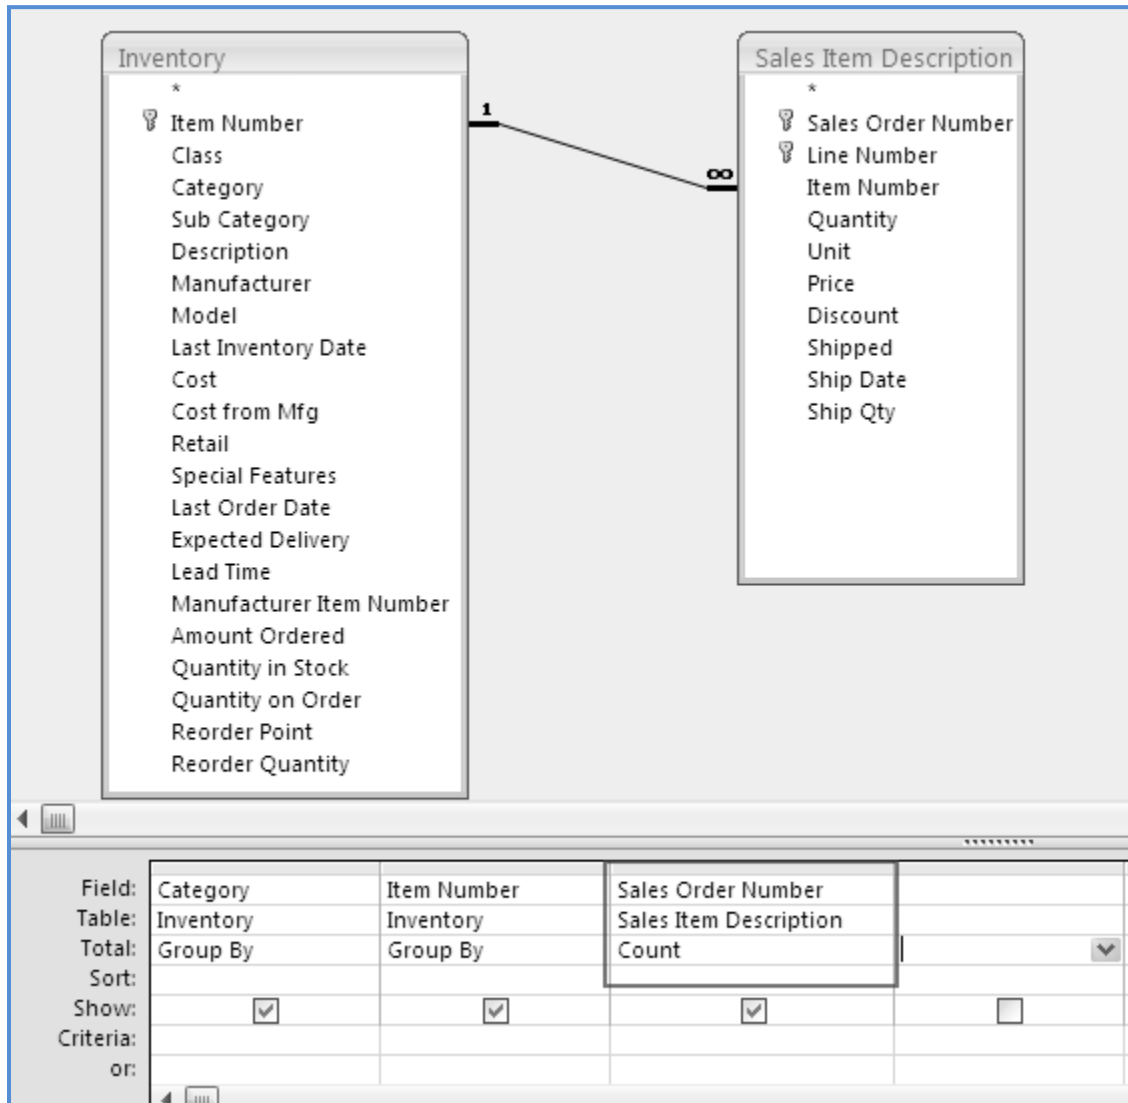 Inventory
*
Item Number
Class
Category
Sub Category
Description
Manufacturer
Model
Last Inventory Date
Cost
Cost from Mfg
Retail
Special Features
Last Order Date
Expected Delivery
Lead Time
Manufacturer Item Number
Amount Ordered
Quantity in Stock
Quantity on Order
Reorder Point
Reorder Quantity
1
∞
Sales Item Description
*
Sales Order Number
Line Number
Item Number
Quantity
Unit
Price
Discount
Shipped
Ship Date
Ship Qty
Field: Category Item Number Sales Order Number
Table: Inventory Inventory Sales Item Description
Total: Group By Group By Count
Sort:
Show:
Criteria:
or: